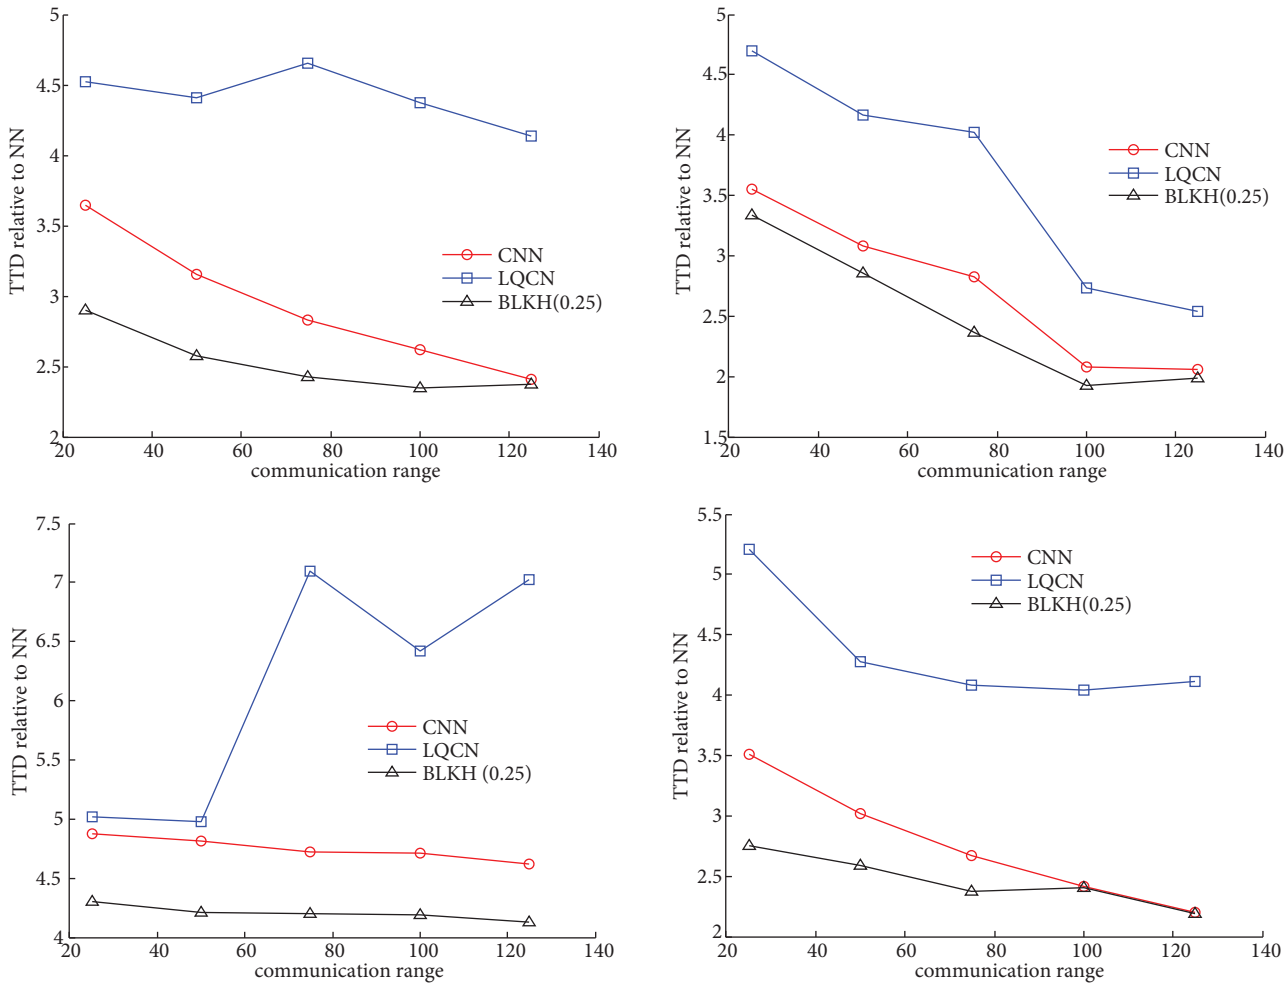 5
4.5
4
3.5
3
2.5
2
TTD relative to NN
CNN
LQCN
BLKH(0.25)
20 40 60 80 100 120 140
communication range
5
4.5
4
3.5
3
2.5
2
1.5
TTD relative to NN
CNN
LQCN
BLKH(0.25)
20 40 60 80 100 120 140
communication range
7.5
7
6.5
6
5.5
5
4.5
4
TTD relative to NN
CNN
LQCN
BLKH (0.25)
20 40 60 80 100 120 140
communication range
5.5
5
4.5
4
3.5
3
2.5
2
TTD relative to NN
CNN
LQCN
BLKH(0.25)
20 40 60 80 100 120 140
communication range